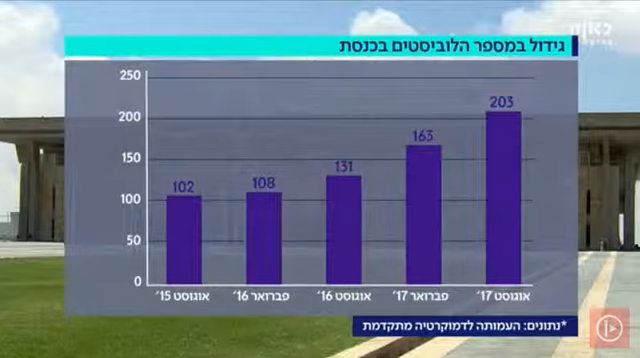 גידול במספר הלוביסטים בכנסת
250
200
150
100
50
0
102
108
131
163
203
אוגוסט 15'
פברואר 16'
אוגוסט 16'
פברואר 17'
אוגוסט 17'
*נתונים: העמותה לדמוקרטיה מתקדמת